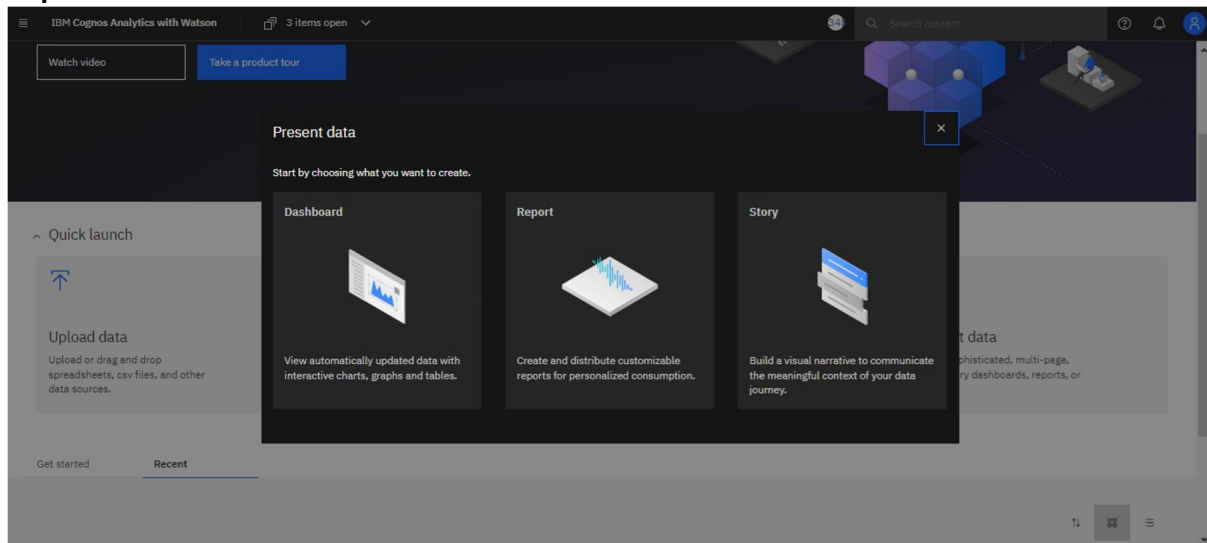 IBM Cognos Analytics with Watson
3 items open
Search content
Watch video
Take a product tour
Present data
Start by choosing what you want to create.
Dashboard
View automatically updated data with
interactive charts, graphs and tables.
Report
Create and distribute customizable
reports for personalized consumption.
Story
Build a visual narrative to communicate
the meaningful context of your data
journey.
Quick launch
Upload data
Upload or drag and drop
spreadsheets, csv files, and other
data sources.
t data
phisticated, multi-page,
ry dashboards, reports, or
Get started
Recent